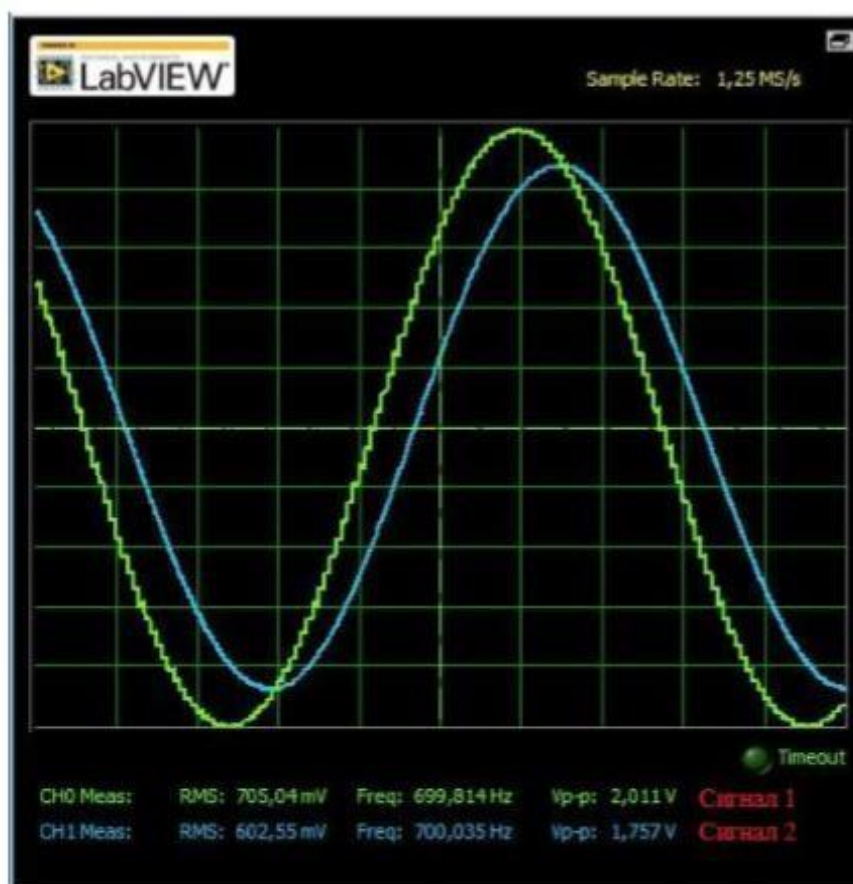 LabVIEW
Sample Rate: 1,25 MS/s
Timeout
CH0 Meas: RMS: 705,04 mV Freq: 699,814 Hz Vp-p: 2,011 V Сигнал 1
CH1 Meas: RMS: 602,55 mV Freq: 700,035 Hz Vp-p: 1,757 V Сигнал 2